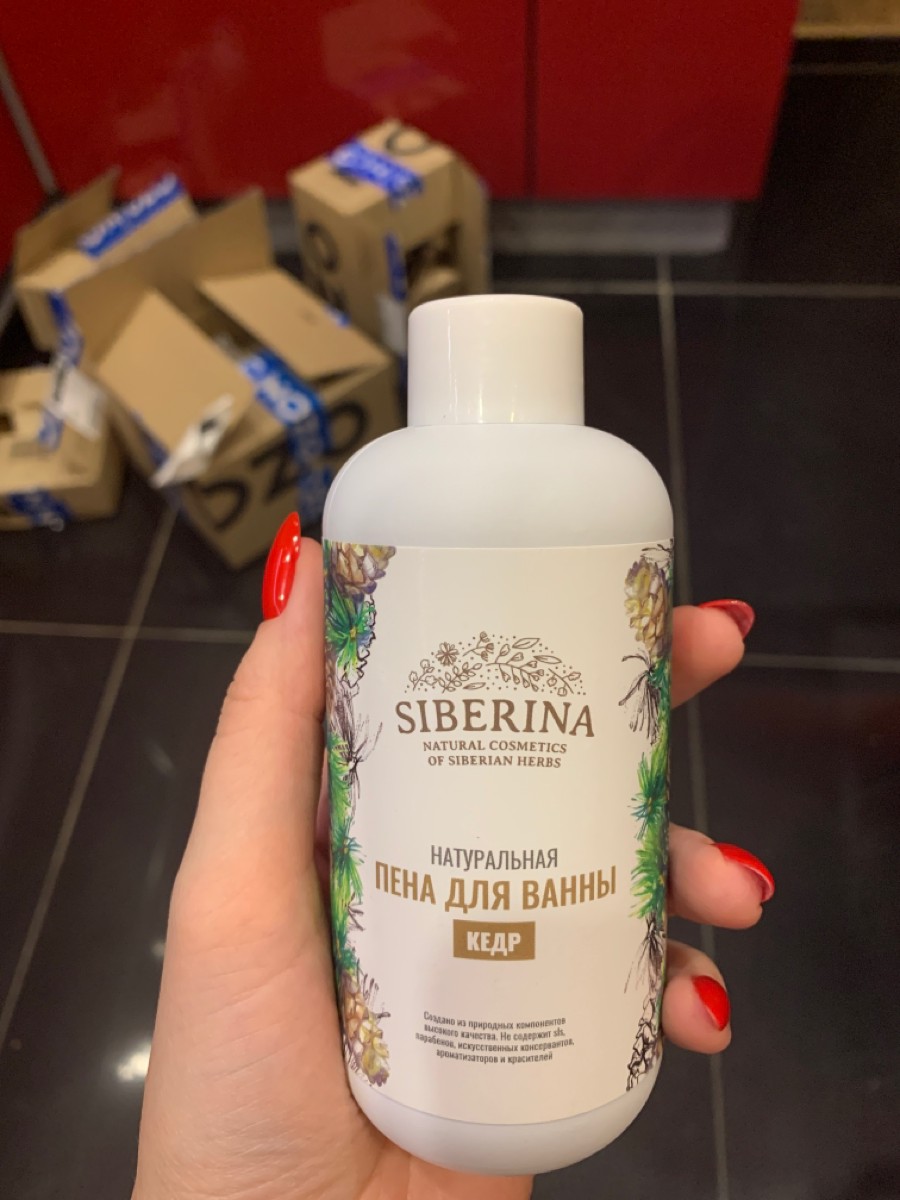 SIBERINA
NATURAL COSMETICS
OF SIBERIAN HERBS
НАТУРАЛЬНАЯ
ПЕНА ДЛЯ ВАННЫ
КЕДР
Создано из природных компонентов
высокого качества. Не содержит sls,
парабенов, искусственных консервантов,
ароматизаторов и красителей
OZO